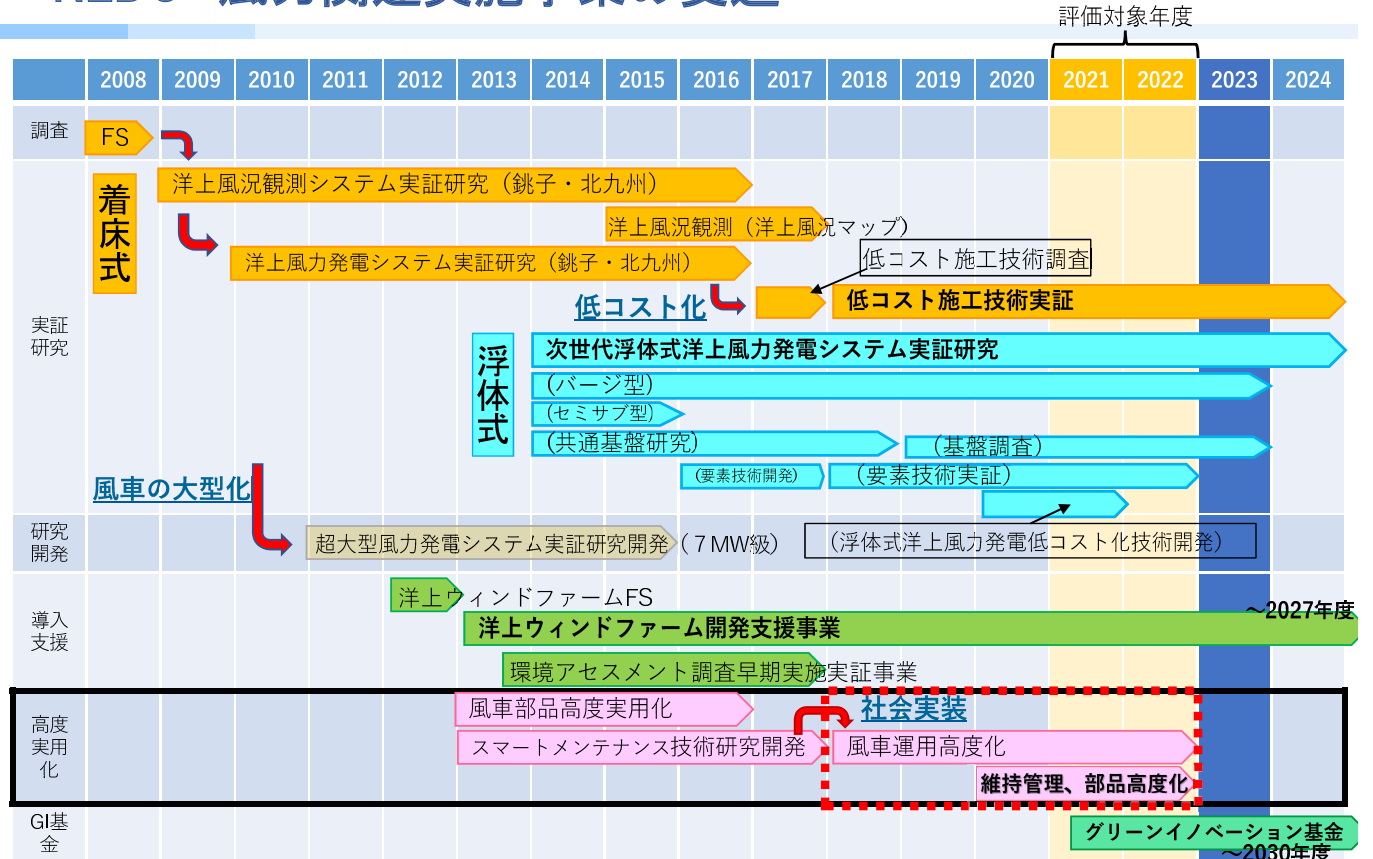 評価対象年度
2008 2009 2010 2011 2012 2013 2014 2015 2016 2017 2018 2019 2020 2021 2022 2023 2024
調査
FS
着床式
洋上風況観測システム実証研究（銚子・北九州）
洋上風況観測（洋上風況マップ）
洋上風力発電システム実証研究（銚子・北九州）
低コスト施工技術調査
低コスト化
低コスト施工技術実証
実証
研究
浮体式
次世代浮体式洋上風力発電システム実証研究
（バージ型）
（セミサブ型）
（共通基盤研究）
（基盤調査）
（要素技術開発）
（要素技術実証）
風車の大型化
研究
開発
超大型風力発電システム実証研究開発（７MW級）
（浮体式洋上風力発電低コスト化技術開発）
導入
支援
洋上ウィンドファームFS
～2027年度
洋上ウィンドファーム開発支援事業
環境アセスメント調査早期実施実証事業
高度
実用
化
風車部品高度実用化
社会実装
スマートメンテナンス技術研究開発
風車運用高度化
維持管理、部品高度化
GI基
金
グリーンイノベーション基金
～2030年度